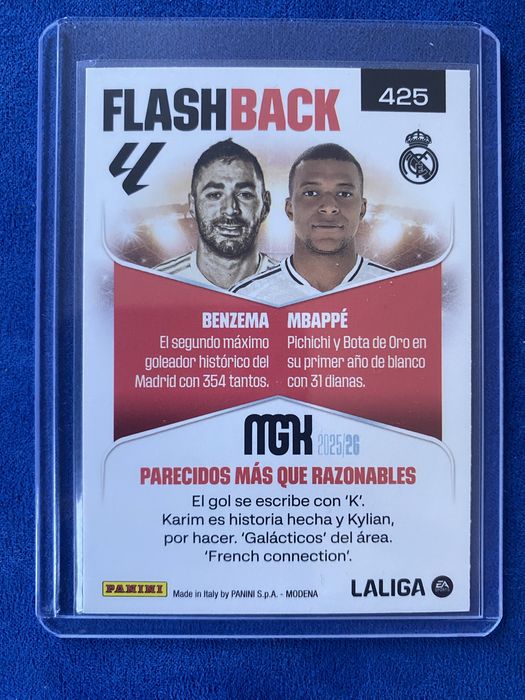 FLASHBACK
425
BENZEMA
El segundo máximo
goleador histórico del
Madrid con 354 tantos.
MBAPPÉ
Pichichi y Bota de Oro en
su primer año de blanco
con 31 dianas.
MGK 2025/26
PARECIDOS MÁS QUE RAZONABLES
El gol se escribe con ‘K’.
Karim es historia hecha y Kylian,
por hacer. ‘Galácticos’ del área.
‘French connection’.
PANINI
Made in Italy by PANINI S.p.A. - MODENA
LALIGA
EA SPORTS